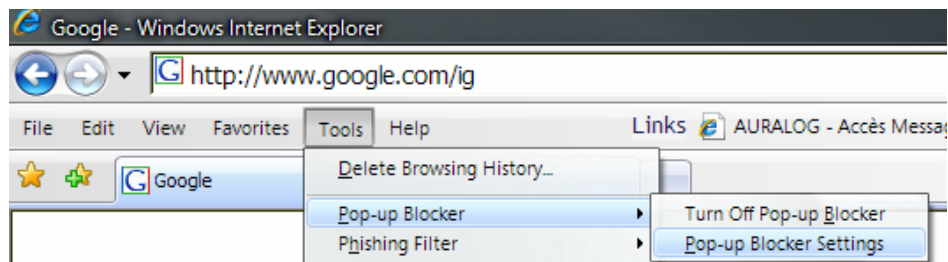 Google - Windows Internet Explorer
http://www.google.com/ig
File Edit View Favorites Tools Help Links AURALOG - Accès Messag
Google
Delete Browsing History...
Pop-up Blocker
Turn Off Pop-up Blocker
Phishing Filter
Pop-up Blocker Settings